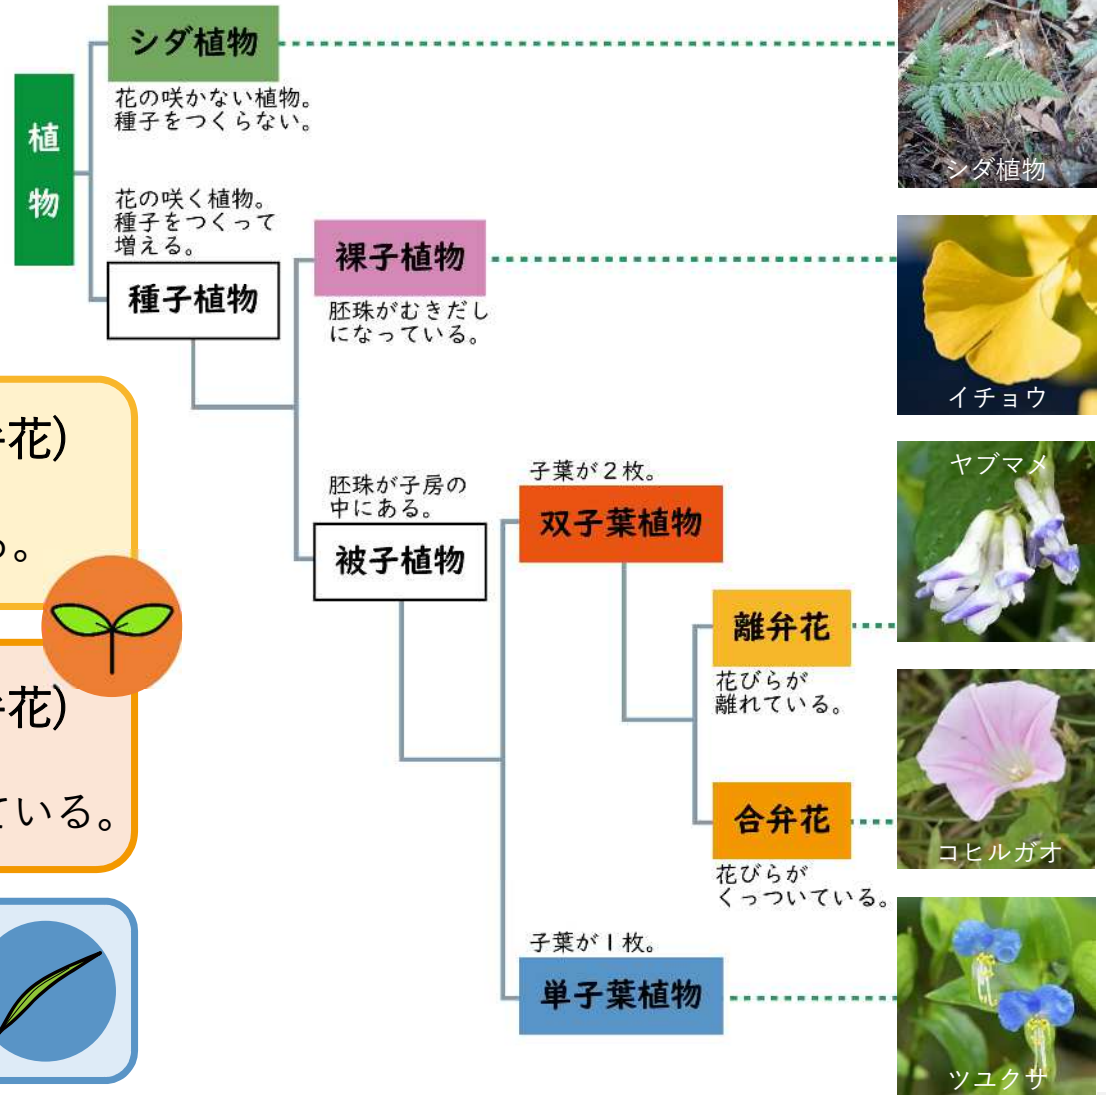 植物
シダ植物
花の咲かない植物。
種子をつくらない。
シダ植物
花の咲く植物。
種子をつくって
増える。
種子植物
裸子植物
胚珠がむきだし
になっている。
イチョウ
胚珠が子房の
中にある。
被子植物
子葉が2枚。
双子葉植物
ヤブマメ
離弁花
花びらが
離れている。
合弁花
花びらが
くっついている。
コヒルガオ
子葉が1枚。
単子葉植物
ツユクサ
弁花)
る。
弁花)
ている。